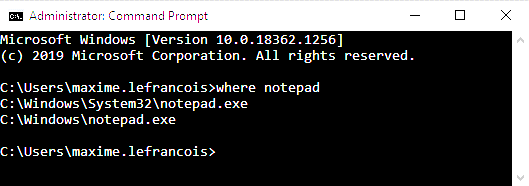 Administrator: Command Prompt
Microsoft Windows [Version 10.0.18362.1256]
(c) 2019 Microsoft Corporation. All rights reserved.
C:\Users\maxime.lefrancois>where notepad
C:\Windows\System32\notepad.exe
C:\Windows\notepad.exe
C:\Users\maxime.lefrancois>